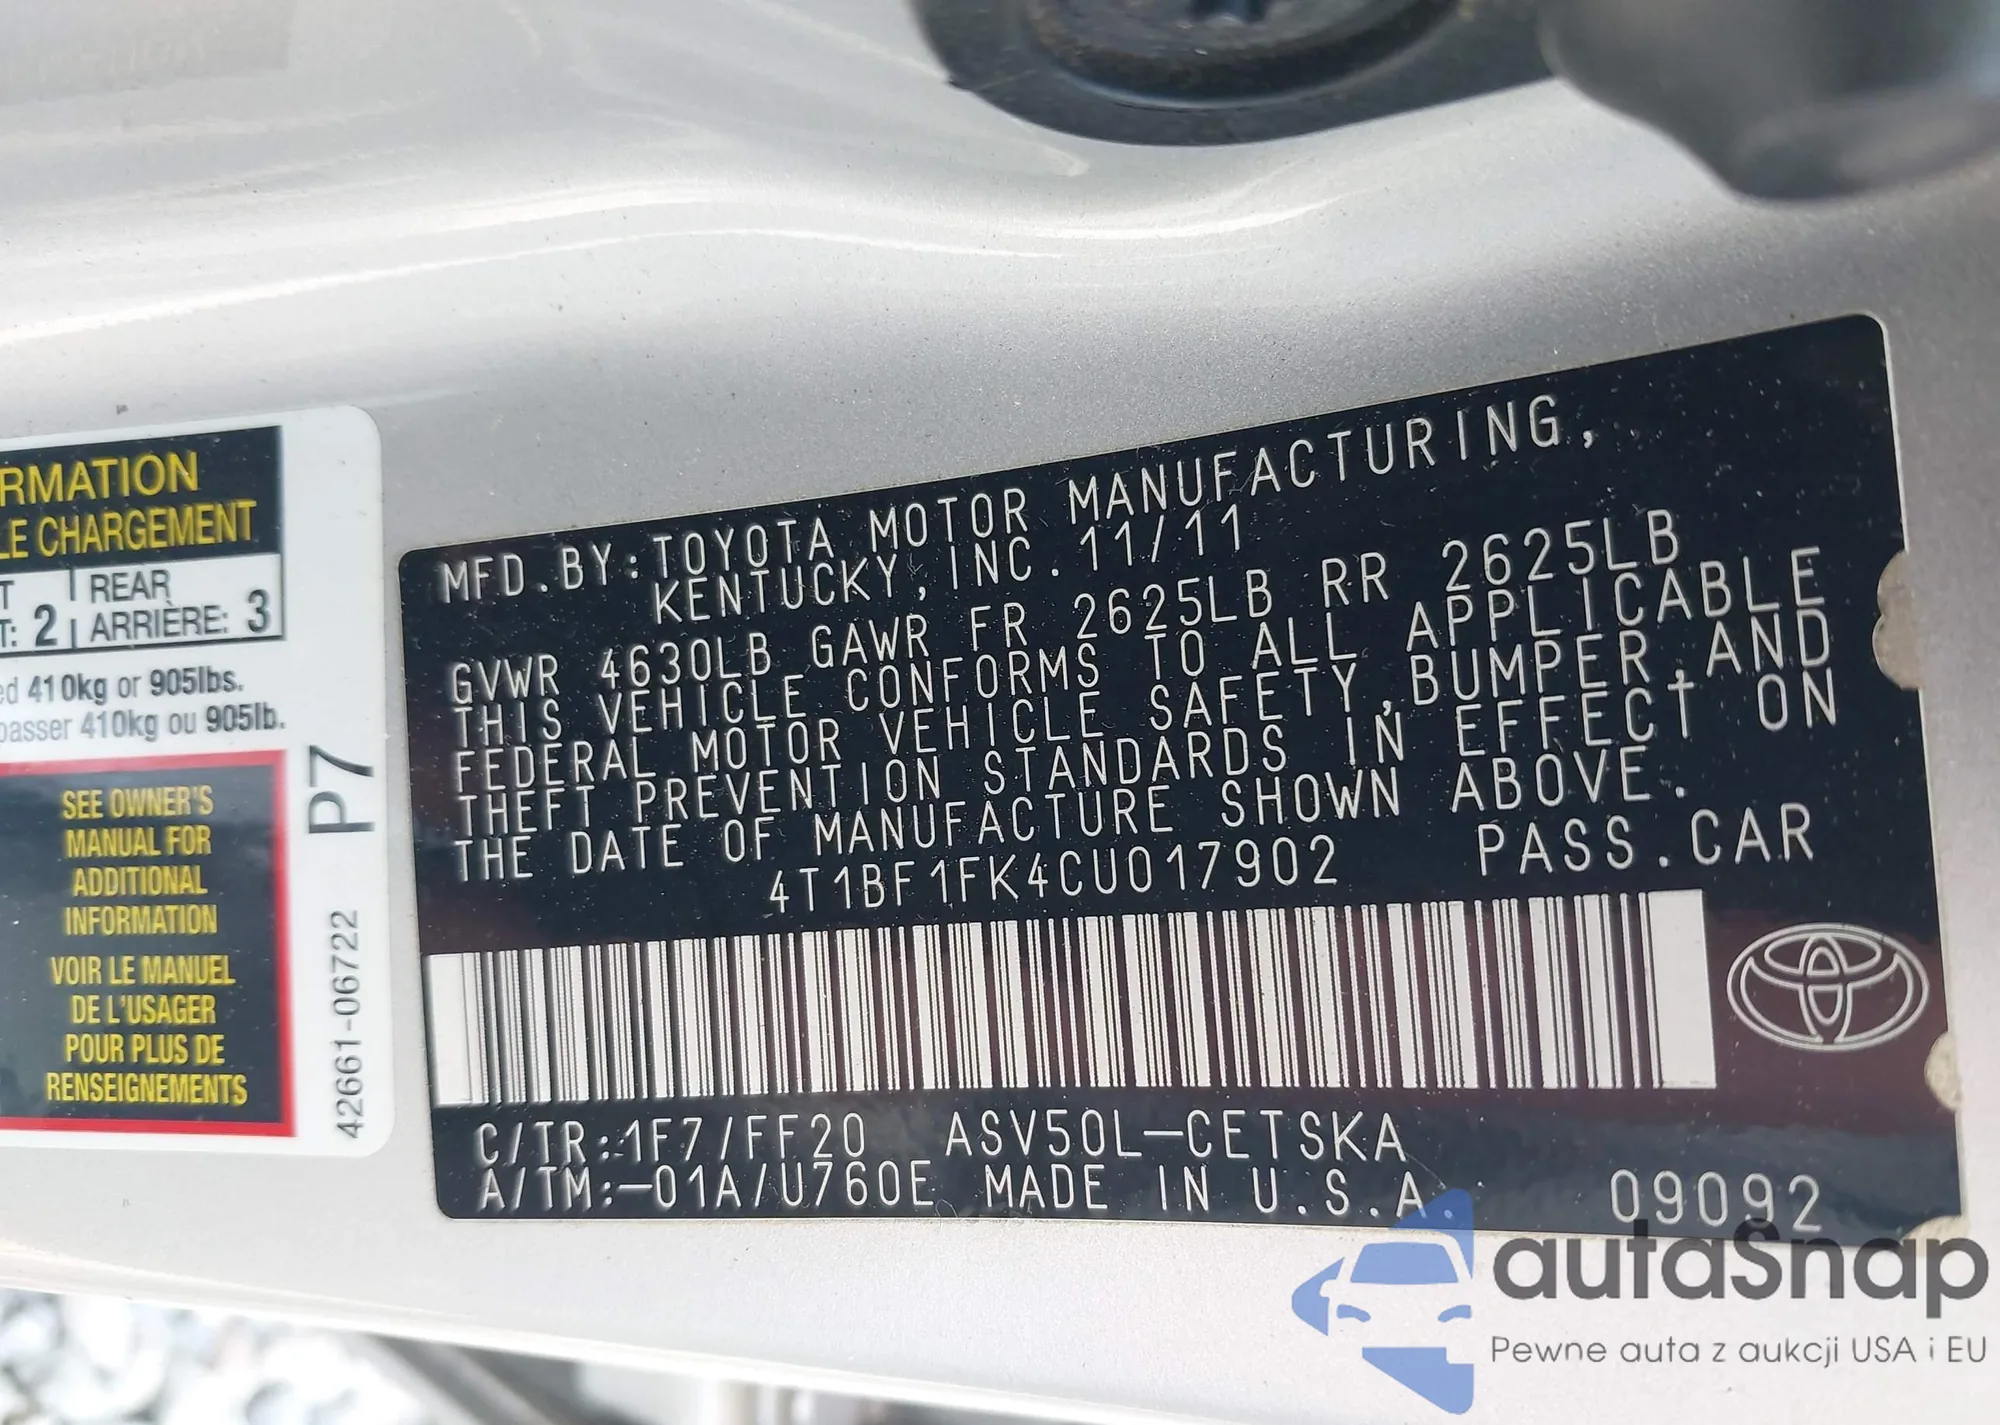 RMATION
LE CHARGEMENT
REAR
2 ARRIÈRE: 3
410kg or 905lbs.
passer 410kg ou 905lb.
SEE OWNER'S
MANUAL FOR
ADDITIONAL
INFORMATION
VOIR LE MANUEL
DE L'USAGER
POUR PLUS DE
RENSEIGNEMENTS
P7
42661-06722
MFD.BY:TOYOTA MOTOR MANUFACTURING,
KENTUCKY,INC.11/11
GVWR 4630LB GAWR FR 2625LB RR 2625LB
THIS VEHICLE CONFORMS TO ALL APPLICABLE
FEDERAL MOTOR VEHICLE SAFETY,BUMPER,AND
THEFT PREVENTION STANDARDS IN EFFECT ON
THE DATE OF MANUFACTURE SHOWN ABOVE.
4T1BF1FK4CU017902 PASS.CAR
C/TR:1F7/FF20 ASV50L-CETSKA
A/TM:-01A/U760E MADE IN U.S.A.
09092
autaSnap
Pewne auta z aukcji USA i EU